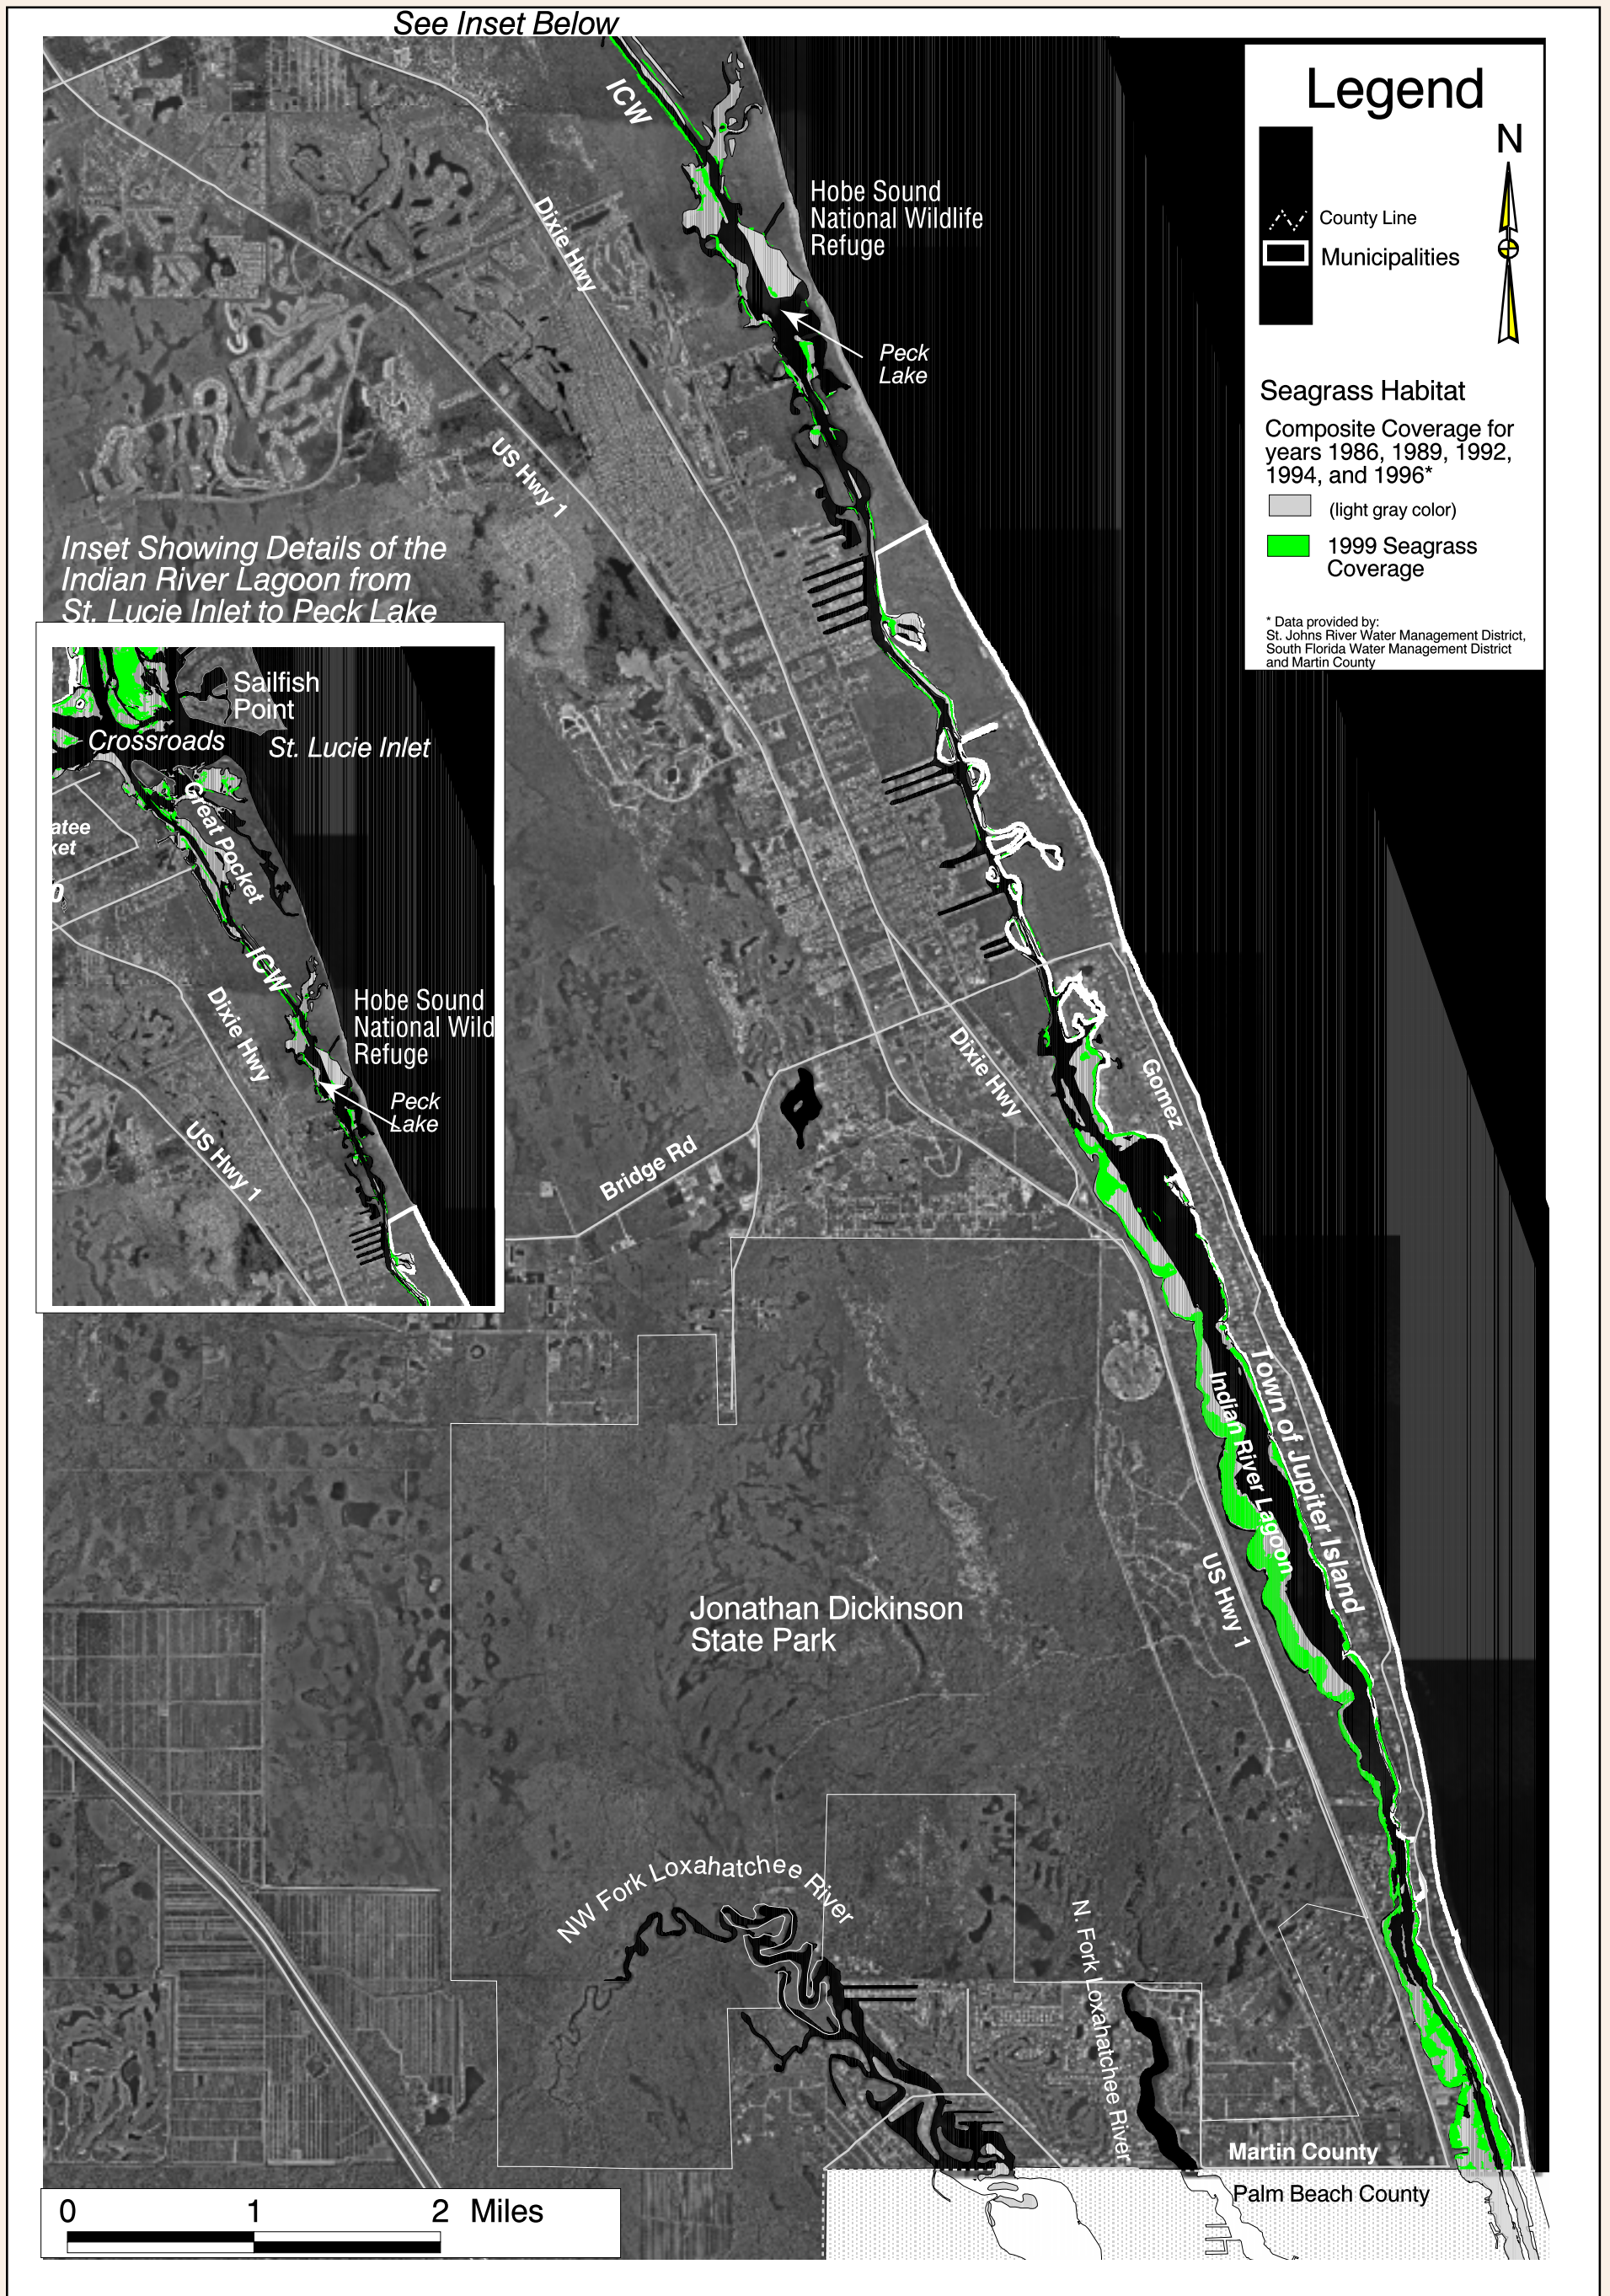 See Inset Below
ICW
Dixie Hwy
US Hwy 1
Hobe Sound
National Wildlife
Refuge
Peck
Lake
Legend
N
County Line
Municipalities
Seagrass Habitat
Composite Coverage for
years 1986, 1989, 1992,
1994, and 1996*
(light gray color)
1999 Seagrass
Coverage
* Data provided by:
St. Johns River Water Management District,
South Florida Water Management District
and Martin County
Inset Showing Details of the
Indian River Lagoon from
St. Lucie Inlet to Peck Lake
Sailfish
Point
Crossroads
St. Lucie Inlet
atee
ket
0
Great Pocket
ICW
Dixie Hwy
Hobe Sound
National Wild
Refuge
Peck
Lake
US Hwy 1
Bridge Rd
Dixie Hwy
Gomez
Town of Jupiter Island
Indian River Lagoon
US Hwy 1
Jonathan Dickinson
State Park
NW Fork Loxahatchee River
N. Fork Loxahatchee River
Martin County
Palm Beach County
0 1 2 Miles